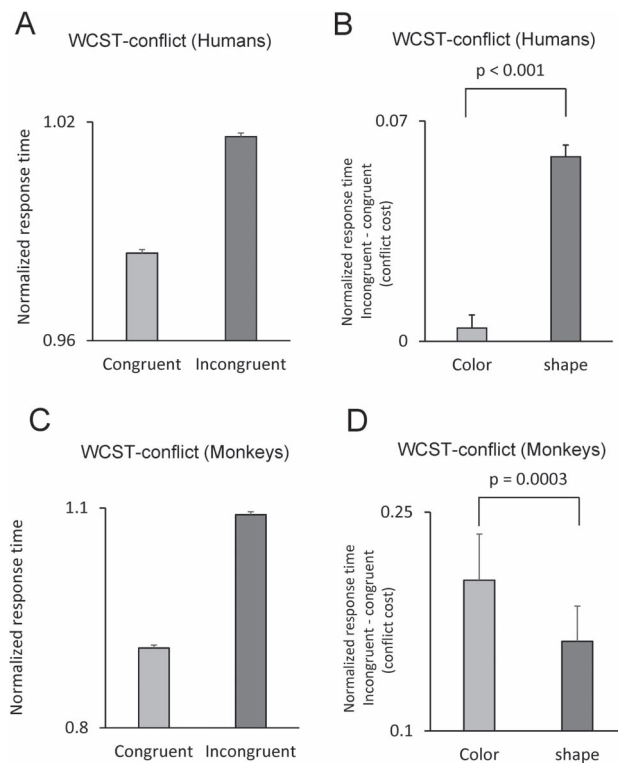 A
WCST-conflict (Humans)
1.02
Normalized response time
0.96
Congruent Incongruent
B
WCST-conflict (Humans)
p < 0.001
0.07
Normalized response time
Incongruent - congruent
(conflict cost)
0
Color shape
C
WCST-conflict (Monkeys)
1.1
Normalized response time
0.8
Congruent Incongruent
D
WCST-conflict (Monkeys)
p = 0.0003
0.25
Normalized response time
Incongruent - congruent
(conflict cost)
0.1
Color shape